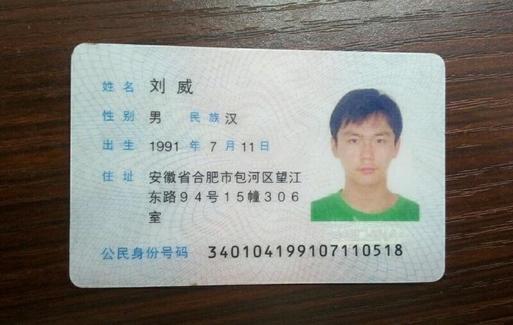 姓名 刘威
性别 男 民族 汉
出生 1991 年 7 月 11 日
住址 安徽省合肥市包河区望江
东路94号15幢306
室
公民身份号码 340104199107110518